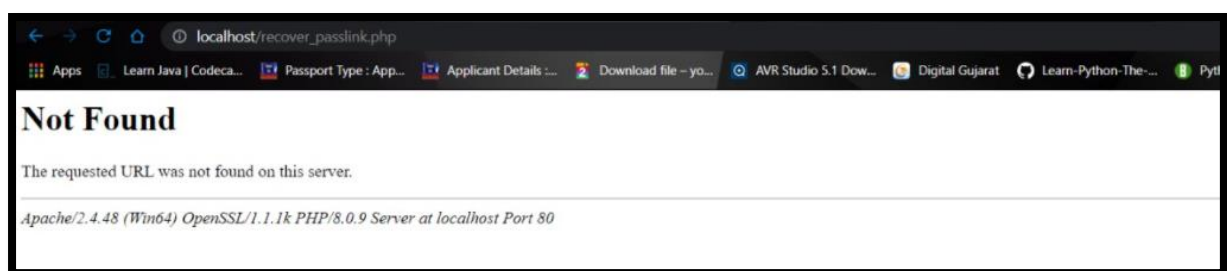 localhost/recover_passlink.php
Apps Learn Java | Codeca... Passport Type : App... Applicant Details :... Download file – yo... AVR Studio 5.1 Dow... Digital Gujarat Learn-Python-The-... Pyt
Not Found
The requested URL was not found on this server.
Apache/2.4.48 (Win64) OpenSSL/1.1.1k PHP/8.0.9 Server at localhost Port 80